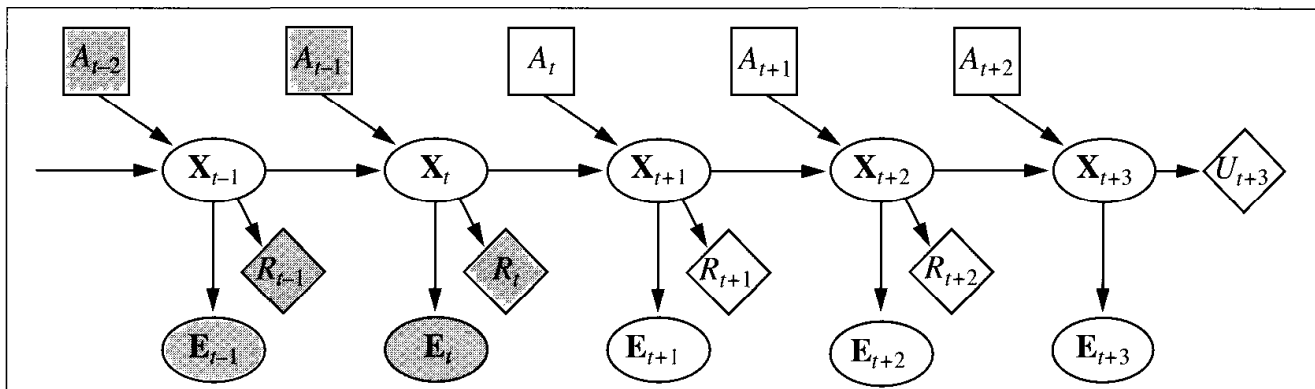 A_{t-2} A_{t-1} A_t A_{t+1} A_{t+2}
X_{t-1} X_t X_{t+1} X_{t+2} X_{t+3} U_{t+3}
R_{t-1} R_t R_{t+1} R_{t+2}
E_{t-1} E_t E_{t+1} E_{t+2} E_{t+3}